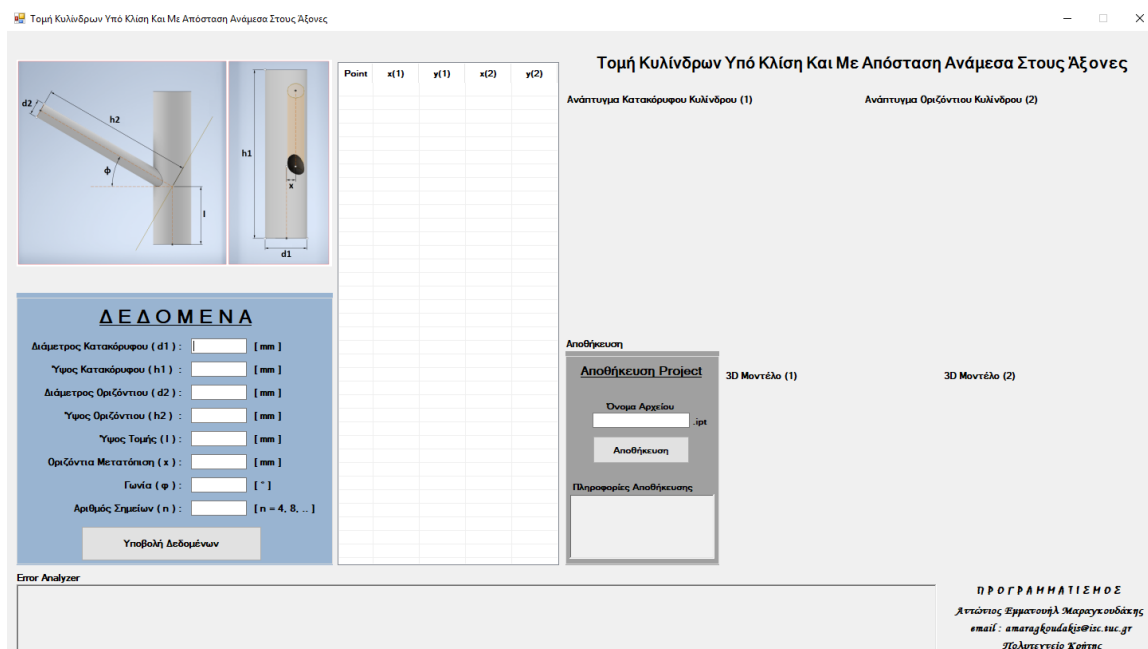 Τομή Κυλίνδρων Υπό Κλίση Και Με Απόσταση Ανάμεσα Στους Άξονες
d2
h2
φ
l
h1
x
d1
Point x(1) y(1) x(2) y(2)
Τομή Κυλίνδρων Υπό Κλίση Και Με Απόσταση Ανάμεσα Στους Άξονες
Ανάπτυγμα Κατακόρυφου Κυλίνδρου (1)
Ανάπτυγμα Οριζόντιου Κυλίνδρου (2)
ΔΕΔΟΜΕΝΑ
Διάμετρος Κατακόρυφου ( d1 ) : [ mm ]
Ύψος Κατακόρυφου ( h1 ) : [ mm ]
Διάμετρος Οριζόντιου ( d2 ) : [ mm ]
Ύψος Οριζόντιου ( h2 ) : [ mm ]
Ύψος Τομής ( l ) : [ mm ]
Οριζόντια Μετατόπιση ( x ) : [ mm ]
Γωνία ( φ ) : [ ° ]
Αριθμός Σημείων ( n ) : [ n = 4, 8, .. ]
Υποβολή Δεδομένων
Αποθήκευση
Αποθήκευση Project
Όνομα Αρχείου
.ipt
Αποθήκευση
Πληροφορίες Αποθήκευσης
3D Μοντέλο (1)
3D Μοντέλο (2)
Error Analyzer
ΠΡΟΓΡΑΜΜΑΤΙΣΜΟΣ
Αντώνιος Εμμανουήλ Μαραγκουδάκης
email : amaragkoudakis@isc.tuc.gr
Πολυτεχνείο Κρήτης